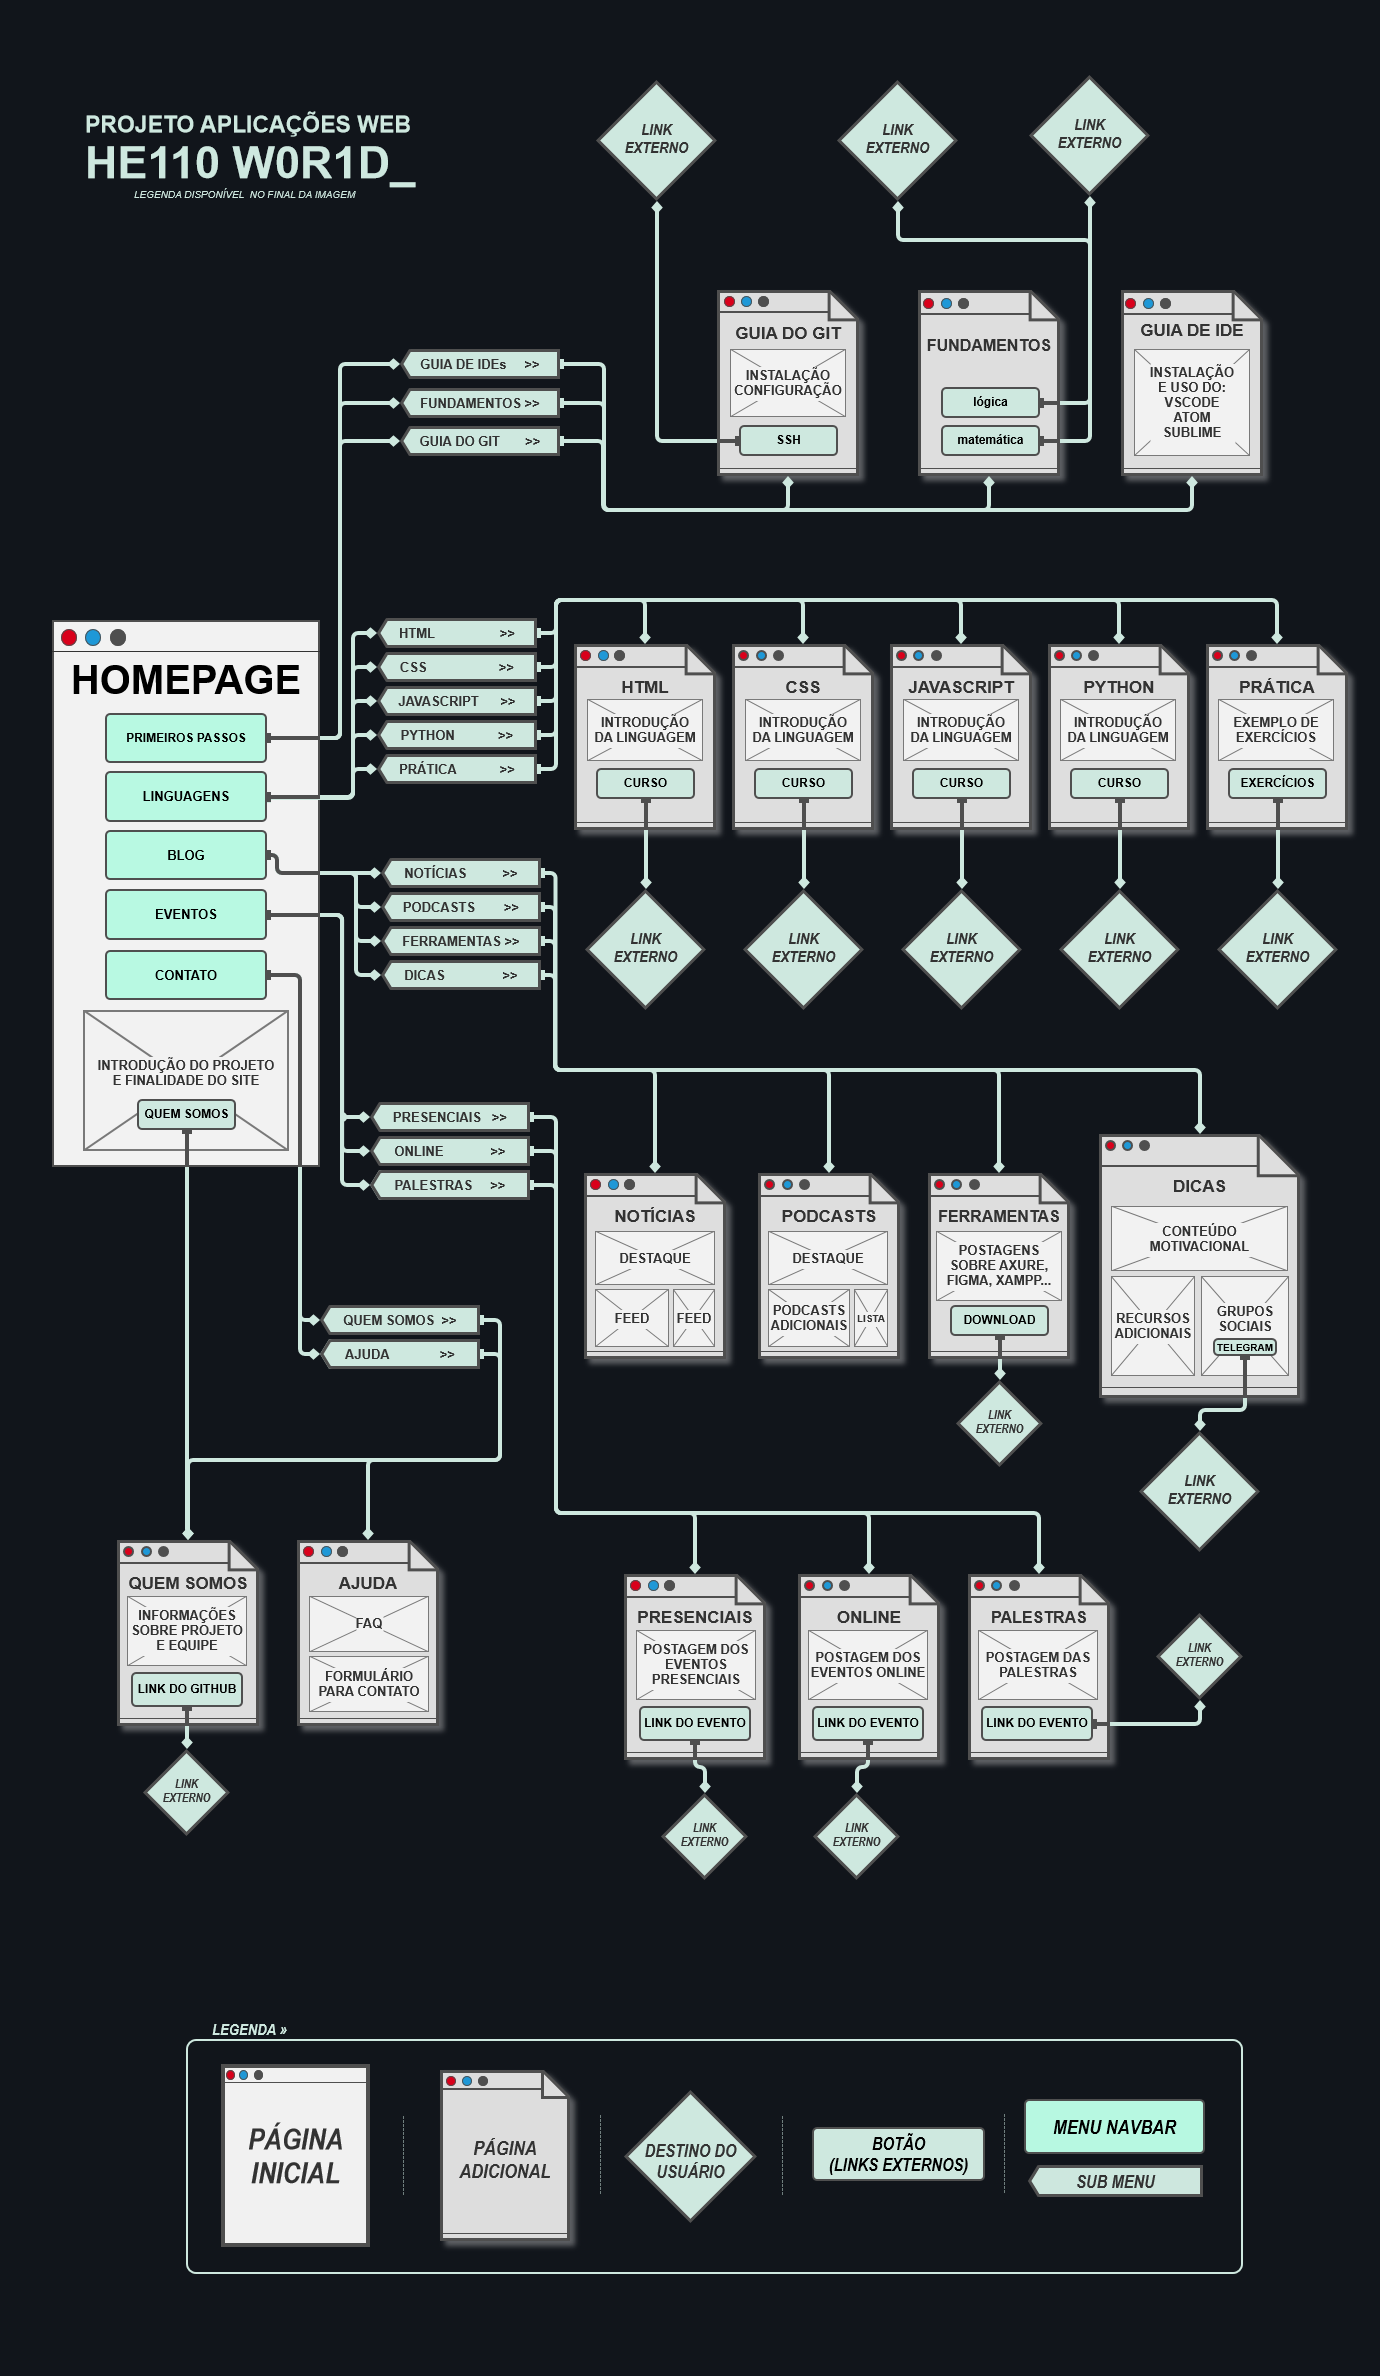 PROJETO APLICAÇÕES WEB
HE110 W0R1D_
LEGENDA DISPONÍVEL NO FINAL DA IMAGEM
LINK
EXTERNO
LINK
EXTERNO
LINK
EXTERNO
GUIA DO GIT
INSTALAÇÃO
CONFIGURAÇÃO
SSH
FUNDAMENTOS
lógica
matemática
GUIA DE IDE
INSTALAÇÃO
E USO DO:
VSCODE
ATOM
SUBLIME
GUIA DE IDEs >>
FUNDAMENTOS >>
GUIA DO GIT >>
HOMEPAGE
PRIMEIROS PASSOS
LINGUAGENS
BLOG
EVENTOS
CONTATO
INTRODUÇÃO DO PROJETO
E FINALIDADE DO SITE
QUEM SOMOS
HTML >>
CSS >>
JAVASCRIPT >>
PYTHON >>
PRÁTICA >>
HTML
INTRODUÇÃO
DA LINGUAGEM
CURSO
CSS
INTRODUÇÃO
DA LINGUAGEM
CURSO
JAVASCRIPT
INTRODUÇÃO
DA LINGUAGEM
CURSO
PYTHON
INTRODUÇÃO
DA LINGUAGEM
CURSO
PRÁTICA
EXEMPLO DE
EXERCÍCIOS
EXERCÍCIOS
LINK
EXTERNO
LINK
EXTERNO
LINK
EXTERNO
LINK
EXTERNO
LINK
EXTERNO
NOTÍCIAS >>
PODCASTS >>
FERRAMENTAS >>
DICAS >>
PRESENCIAIS >>
ONLINE >>
PALESTRAS >>
NOTÍCIAS
DESTAQUE
FEED
FEED
PODCASTS
DESTAQUE
PODCASTS
ADICIONAIS
LISTA
FERRAMENTAS
POSTAGENS
SOBRE AXURE,
FIGMA, XAMPP...
DOWNLOAD
LINK
EXTERNO
DICAS
CONTEÚDO
MOTIVACIONAL
RECURSOS
ADICIONAIS
GRUPOS
SOCIAIS
TELEGRAM
LINK
EXTERNO
QUEM SOMOS >>
AJUDA >>
QUEM SOMOS
INFORMAÇÕES
SOBRE PROJETO
E EQUIPE
LINK DO GITHUB
LINK
EXTERNO
AJUDA
FAQ
FORMULÁRIO
PARA CONTATO
PRESENCIAIS
POSTAGEM DOS
EVENTOS
PRESENCIAIS
LINK DO EVENTO
LINK
EXTERNO
ONLINE
POSTAGEM DOS
EVENTOS ONLINE
LINK DO EVENTO
LINK
EXTERNO
PALESTRAS
POSTAGEM DAS
PALESTRAS
LINK DO EVENTO
LINK
EXTERNO
LEGENDA »
PÁGINA
INICIAL
PÁGINA
ADICIONAL
DESTINO DO
USUÁRIO
BOTÃO
(LINKS EXTERNOS)
MENU NAVBAR
SUB MENU